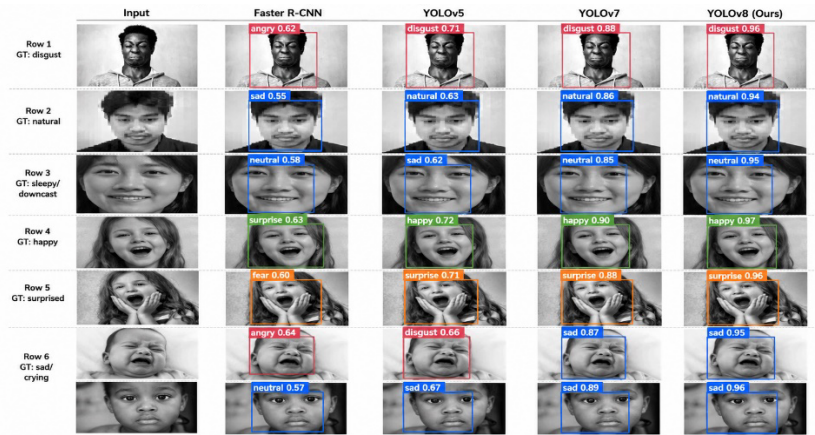 Input Faster R-CNN YOLOv5 YOLOv7 YOLOv8 (Ours)
Row 1
GT: disgust
angry 0.62 disgust 0.71 disgust 0.88 disgust 0.96
Row 2
GT: natural
sad 0.55 natural 0.63 natural 0.86 natural 0.94
Row 3
GT: sleepy/
downcast
neutral 0.58 sad 0.62 neutral 0.85 neutral 0.95
Row 4
GT: happy
surprise 0.63 happy 0.72 happy 0.90 happy 0.97
Row 5
GT: surprised
fear 0.60 surprise 0.71 surprise 0.88 surprise 0.96
Row 6
GT: sad/
crying
angry 0.64 disgust 0.66 sad 0.87 sad 0.95
neutral 0.57 sad 0.67 sad 0.89 sad 0.96